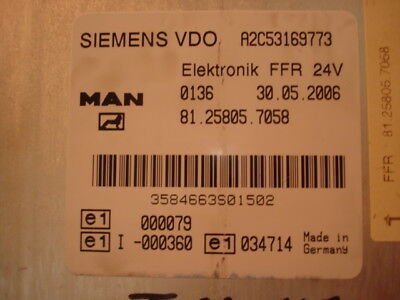 SIEMENS VDO A2C53169773
Elektronik FFR 24V
MAN 0136 30.05.2006
81.25805.7058
3584663S01502
e1 000079
e1 I -000360 e1 034714 Made in
Germany
FFR : 81.25805.7058